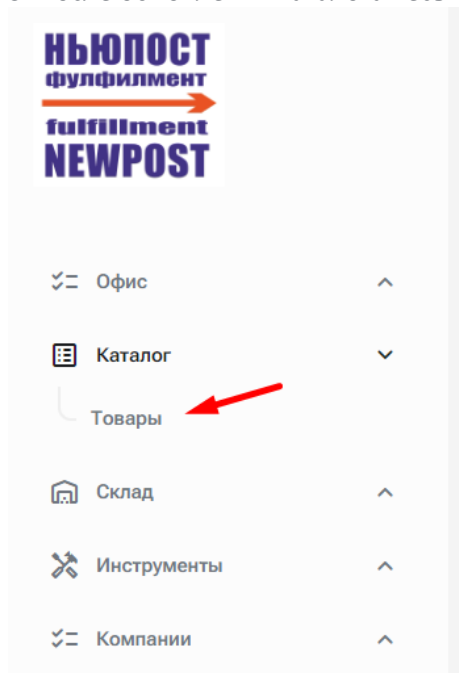 НЬЮПОСТ
фулфилмент
fulfillment
NEWPOST
Офис
Каталог
Товары
Склад
Инструменты
Компании